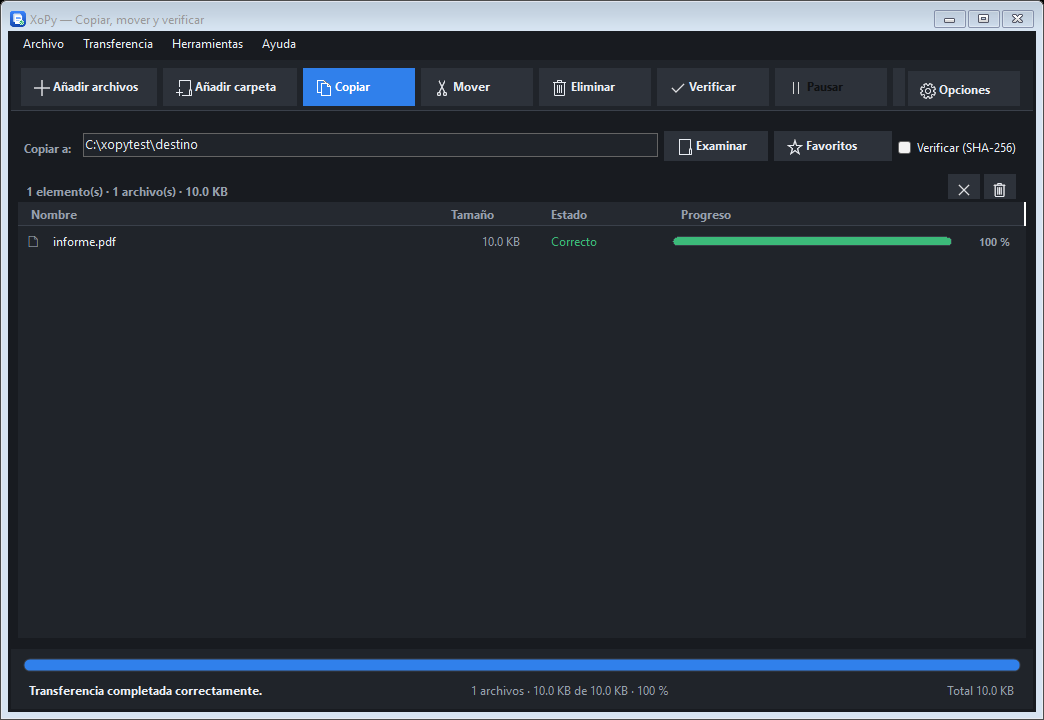 XoPy — Copiar, mover y verificar
Archivo Transferencia Herramientas Ayuda
Añadir archivos Añadir carpeta Copiar Mover Eliminar Verificar Pausar Opciones
Copiar a: C:\xopytest\destino Examinar Favoritos Verificar (SHA-256)
1 elemento(s) · 1 archivo(s) · 10.0 KB
Nombre Tamaño Estado Progreso
informe.pdf 10.0 KB Correcto 100 %
Transferencia completada correctamente. 1 archivos · 10.0 KB de 10.0 KB · 100 % Total 10.0 KB